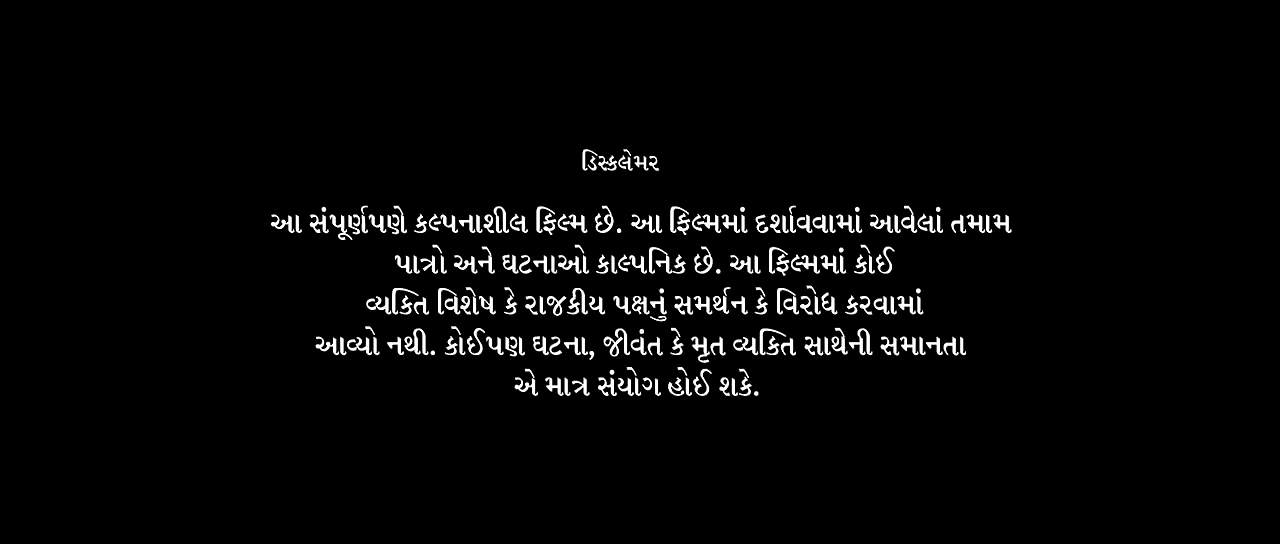 ડિસ્કલેમર
આ સંપૂર્ણપણે કલ્પનાશીલ ફિલ્મ છે. આ ફિલ્મમાં દર્શાવવામાં આવેલાં તમામ
પાત્રો અને ઘટનાઓ કાલ્પનિક છે. આ ફિલ્મમાં કોઈ
વ્યકિત વિશેષ કે રાજકીય પક્ષનું સમર્થન કે વિરોધ કરવામાં
આવ્યો નથી. કોઈપણ ઘટના, જીવંત કે મૃત વ્યકિત સાથેની સમાનતા
એ માત્ર સંયોગ હોઈ શકે.